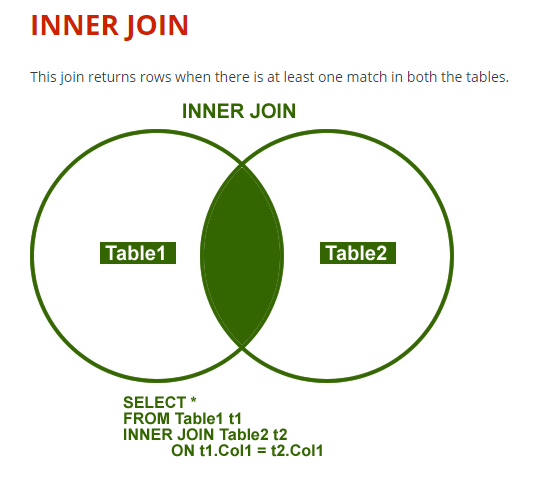 INNER JOIN
This join returns rows when there is at least one match in both the tables.
INNER JOIN
Table1
Table2
SELECT *
FROM Table1 t1
INNER JOIN Table2 t2
ON t1.Col1 = t2.Col1